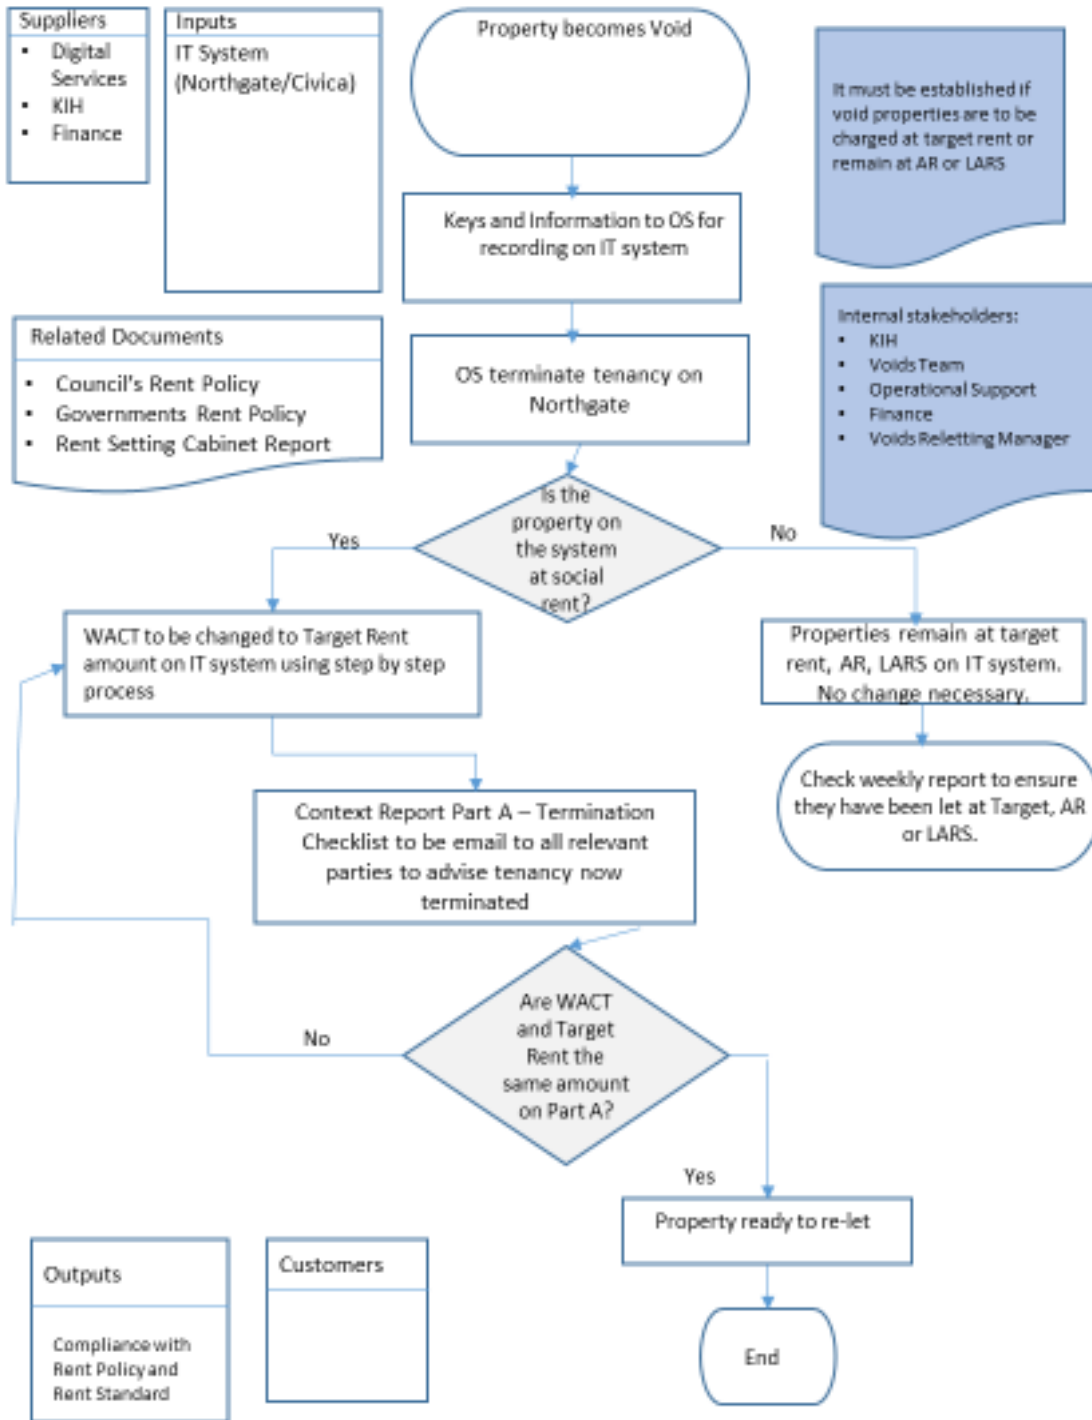 Suppliers
▪ Digital
Services
▪ KIH
▪ Finance
Inputs
IT System
(Northgate/Civica)
Property becomes Void
It must be established if
void properties are to be
charged at target rent or
remain at AR or LARS
Keys and Information to OS for
recording on IT system
Internal stakeholders:
▪ KIH
▪ Voids Team
▪ Operational Support
▪ Finance
▪ Voids Reletting Manager
Related Documents
▪ Council's Rent Policy
▪ Governments Rent Policy
▪ Rent Setting Cabinet Report
OS terminate tenancy on
Northgate
Is the
property on
the system
at social
rent?
Yes
No
WACT to be changed to Target Rent
amount on IT system using step by step
process
Properties remain at target
rent, AR, LARS on IT system.
No change necessary.
Check weekly report to ensure
they have been let at Target, AR
or LARS.
Context Report Part A – Termination
Checklist to be email to all relevant
parties to advise tenancy now
terminated
Are WACT
and Target
Rent the
same amount
on Part A?
No
Yes
Property ready to re-let
End
Outputs
Compliance with
Rent Policy and
Rent Standard
Customers